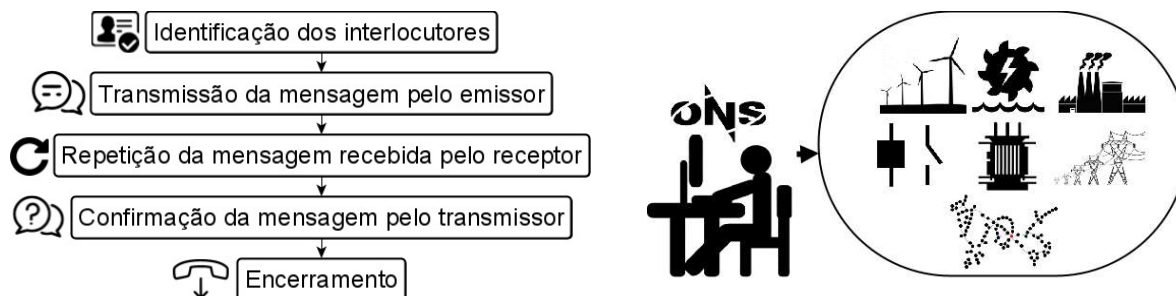 Identificação dos interlocutores
Transmissão da mensagem pelo emissor
Repetição da mensagem recebida pelo receptor
Confirmação da mensagem pelo transmissor
Encerramento
ONS